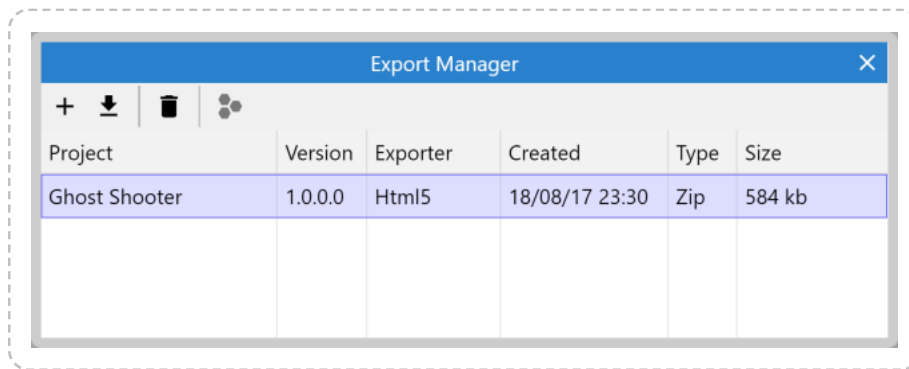 Export Manager
Project Version Exporter Created Type Size
Ghost Shooter 1.0.0.0 Html5 18/08/17 23:30 Zip 584 kb